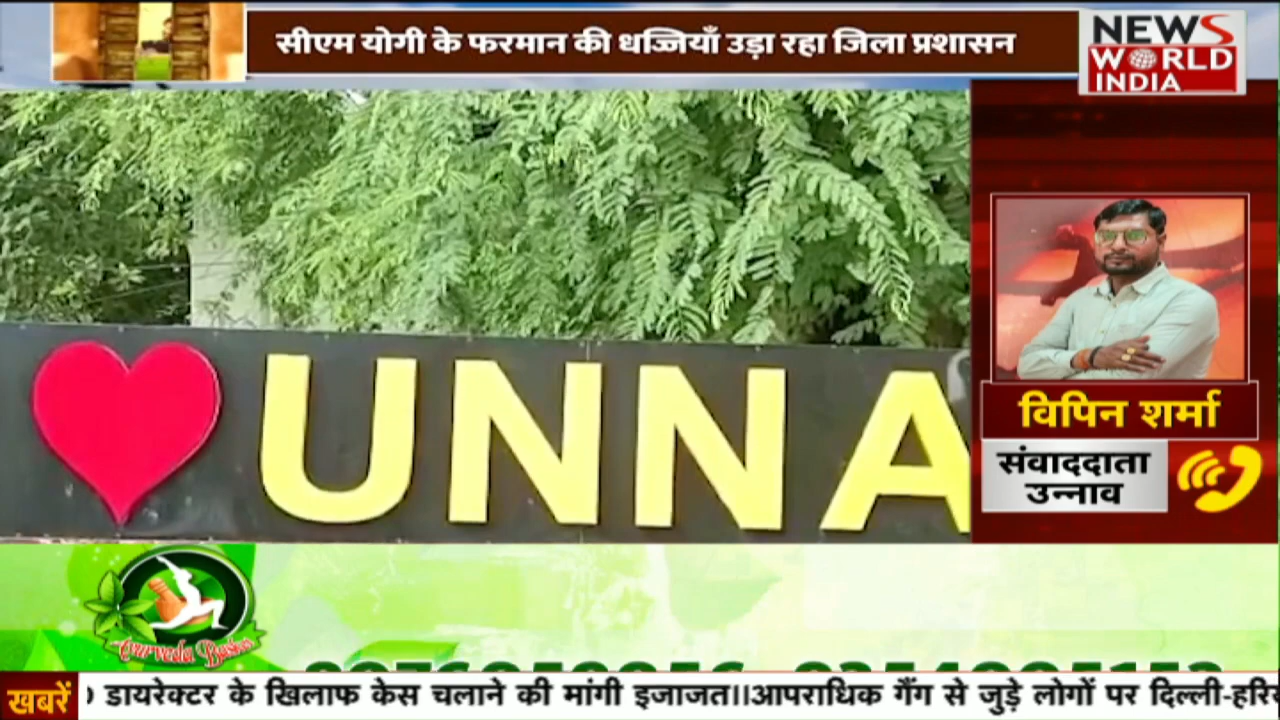 सीएम योगी के फरमान की धज्जियाँ उड़ा रहा जिला प्रशासन
NEWS
WORLD
INDIA
UNNA
विपिन शर्मा
संवाददाता
उन्नाव
Ayurveda
खबरें
डायरेक्टर के खिलाफ केस चलाने की मांगी इजाजत||आपराधिक गैंग से जुड़े लोगों पर दिल्ली-हरि